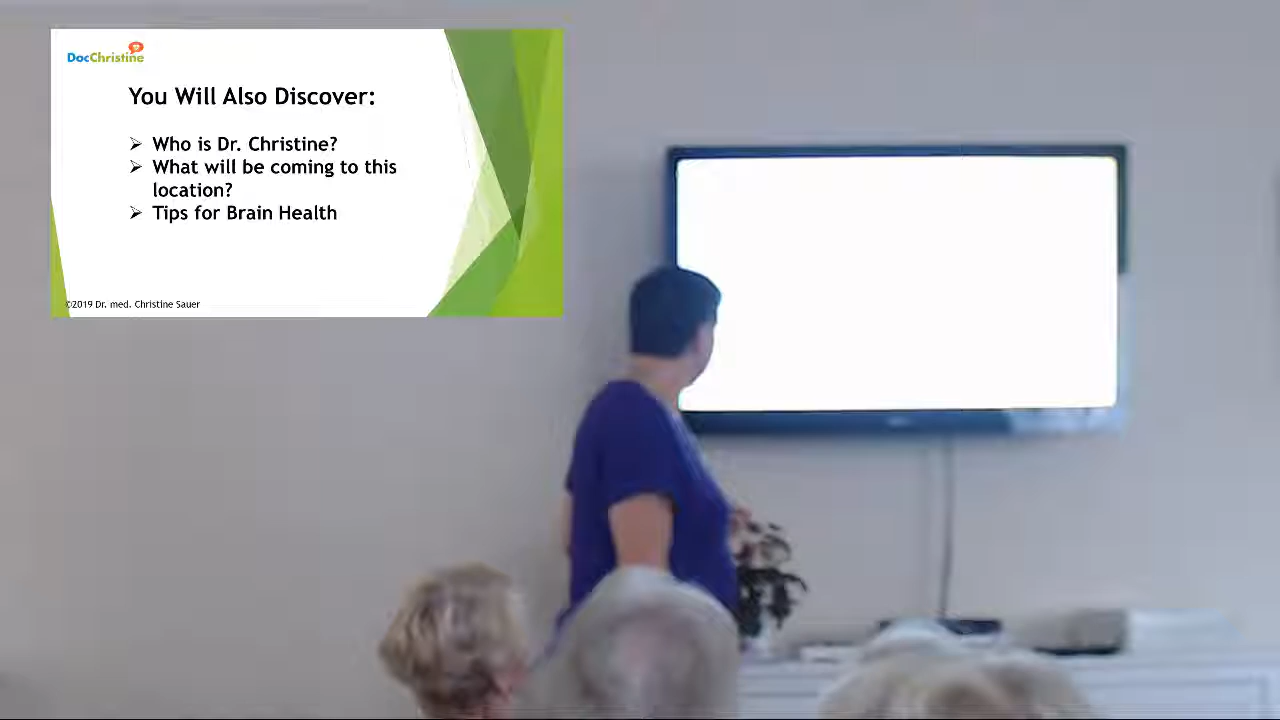 DocChristine
You Will Also Discover:
➢ Who is Dr. Christine?
➢ What will be coming to this
location?
➢ Tips for Brain Health
©2019 Dr. med. Christine Sauer